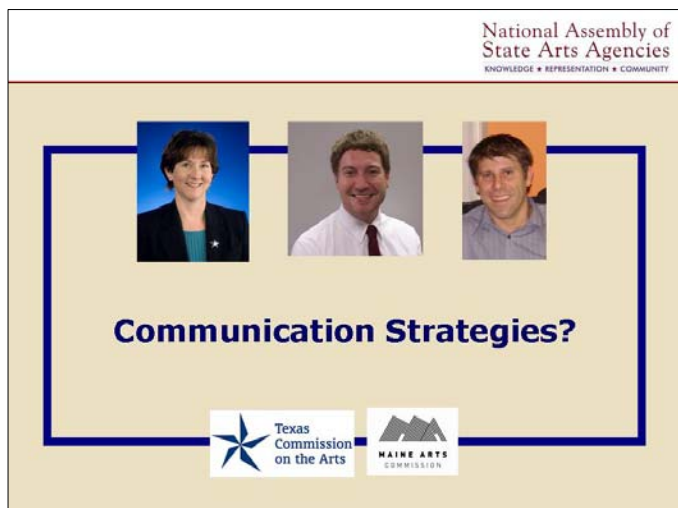 National Assembly of
State Arts Agencies
KNOWLEDGE ★ REPRESENTATION ★ COMMUNITY
Communication Strategies?
Texas
Commission
on the Arts
MAINE ARTS
COMMISSION